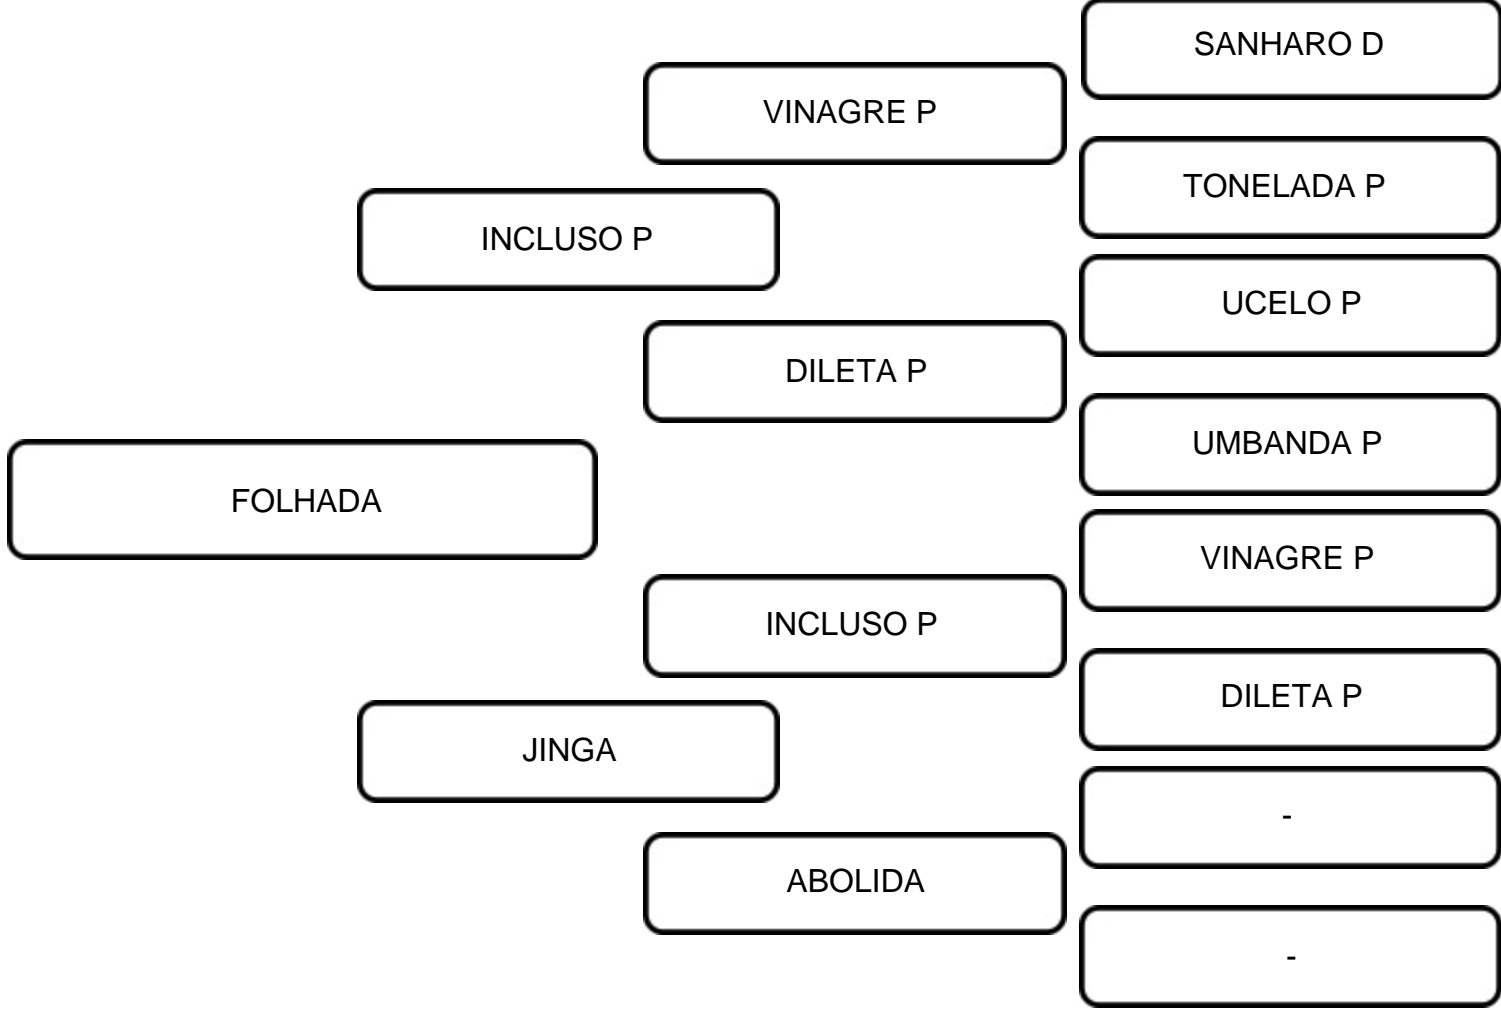 SANHARO D
VINAGRE P
TONELADA P
INCLUSO P
UCELO P
DILETA P
UMBANDA P
FOLHADA
VINAGRE P
INCLUSO P
DILETA P
JINGA
-
ABOLIDA
-